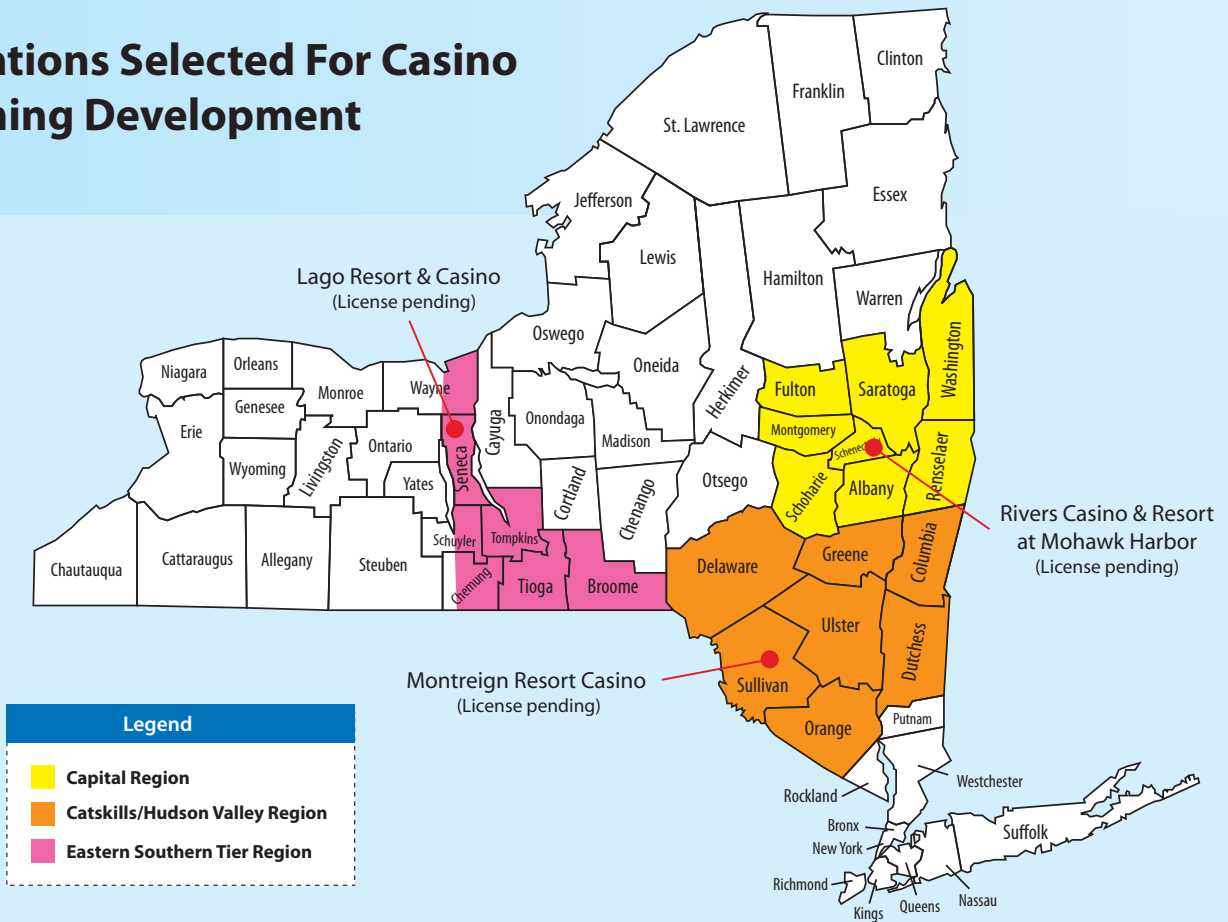 ations Selected For Casino
ning Development
Clinton
Franklin
St. Lawrence
Essex
Jefferson
Lewis
Hamilton
Lago Resort & Casino
(License pending)
Warren
Oswego
Washington
Oneida
Herkimer
Niagara
Orleans
Monroe
Wayne
Fulton
Saratoga
Genesee
Erie
Cayuga
Onondaga
Madison
Montgomery
Ontario
Livingston
Wyoming
Seneca
Yates
Cortland
Chenango
Otsego
Schoharie
Albany
Rensselaer
Schuyler
Tompkins
Rivers Casino & Resort
at Mohawk Harbor
(License pending)
Chautauqua
Cattaraugus
Allegany
Steuben
Chemung
Tioga
Broome
Delaware
Greene
Columbia
Ulster
Dutchess
Montreign Resort Casino
(License pending)
Sullivan
Orange
Putnam
Legend
Capital Region
Catskills/Hudson Valley Region
Eastern Southern Tier Region
Westchester
Rockland
Bronx
New York
Suffolk
Richmond
Kings
Queens
Nassau